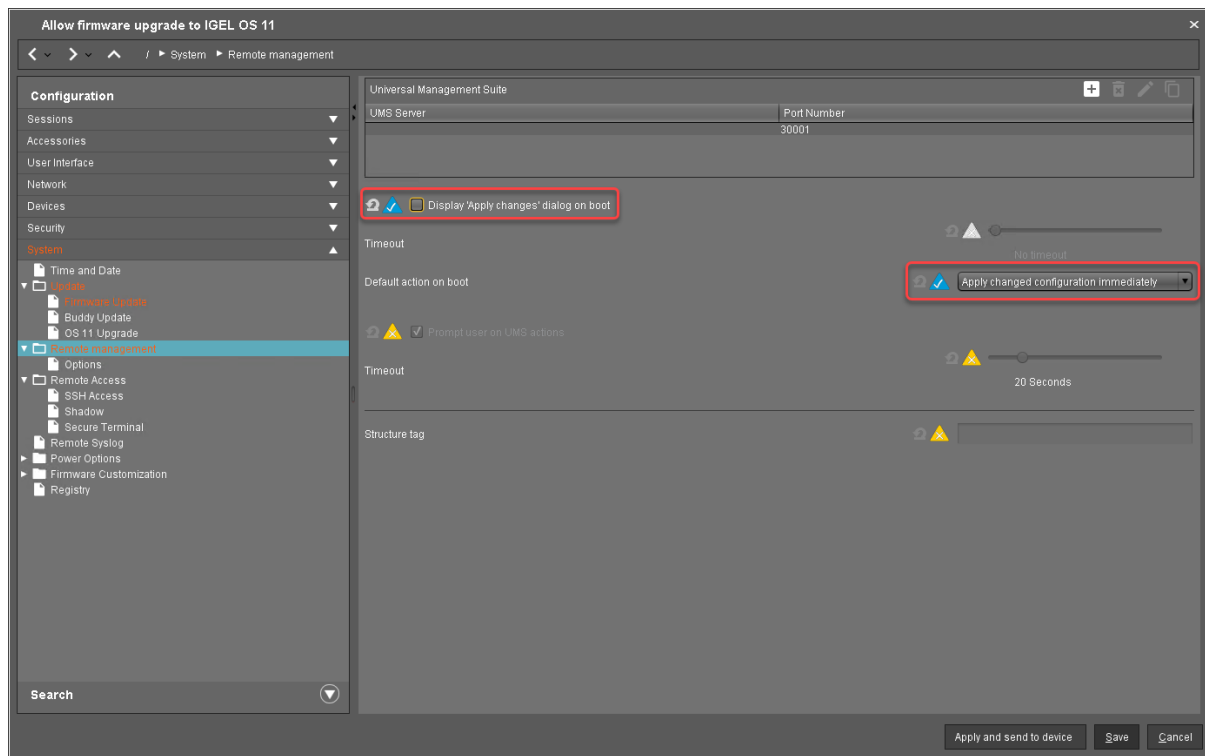 Allow firmware upgrade to IGEL OS 11
/ System Remote management
Configuration
Sessions
Accessories
User Interface
Network
Devices
Security
System
Time and Date
Update
Firmware Update
Buddy Update
OS 11 Upgrade
Remote management
Options
Remote Access
SSH Access
Shadow
Secure Terminal
Remote Syslog
Power Options
Firmware Customization
Registry
Search
Universal Management Suite
UMS Server Port Number
30001
Display 'Apply changes' dialog on boot
Timeout
No timeout
Default action on boot Apply changed configuration immediately
Prompt user on UMS actions
Timeout
20 Seconds
Structure tag
Apply and send to device Save Cancel